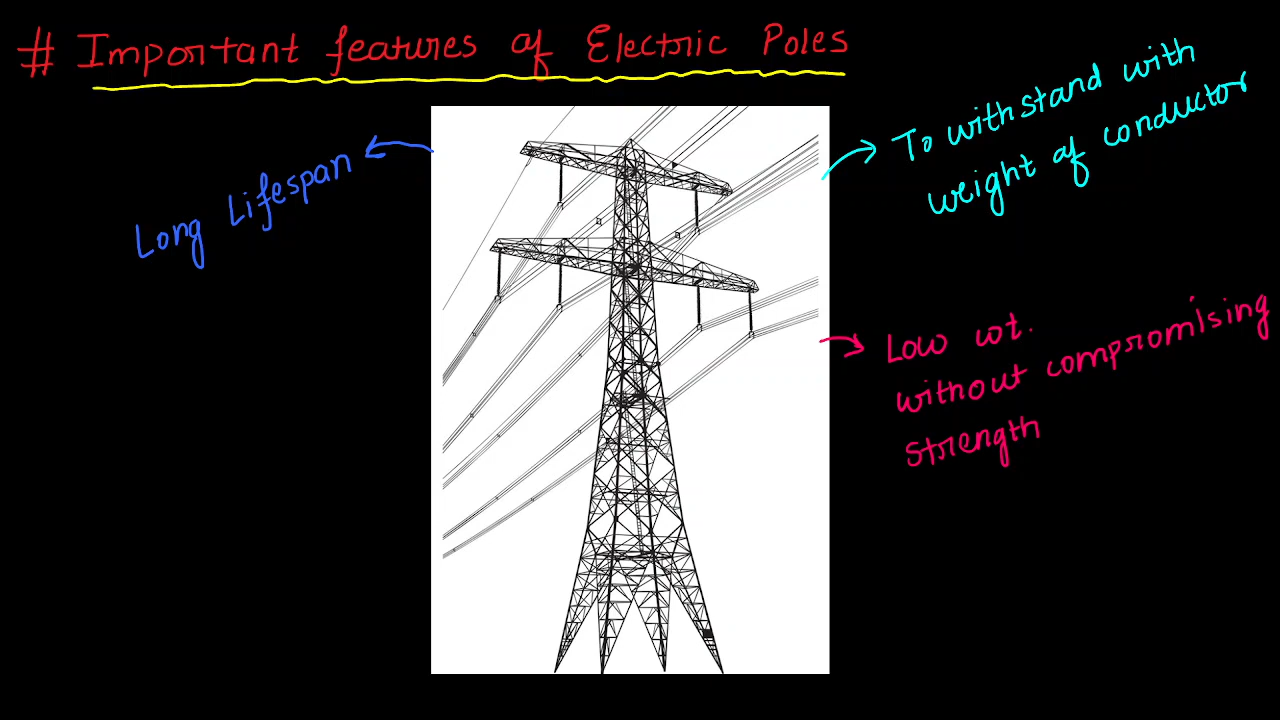 # Important features of Electric Poles
Long Lifespan
To withstand with
weight of conductor
Low wt.
without compromising
strength